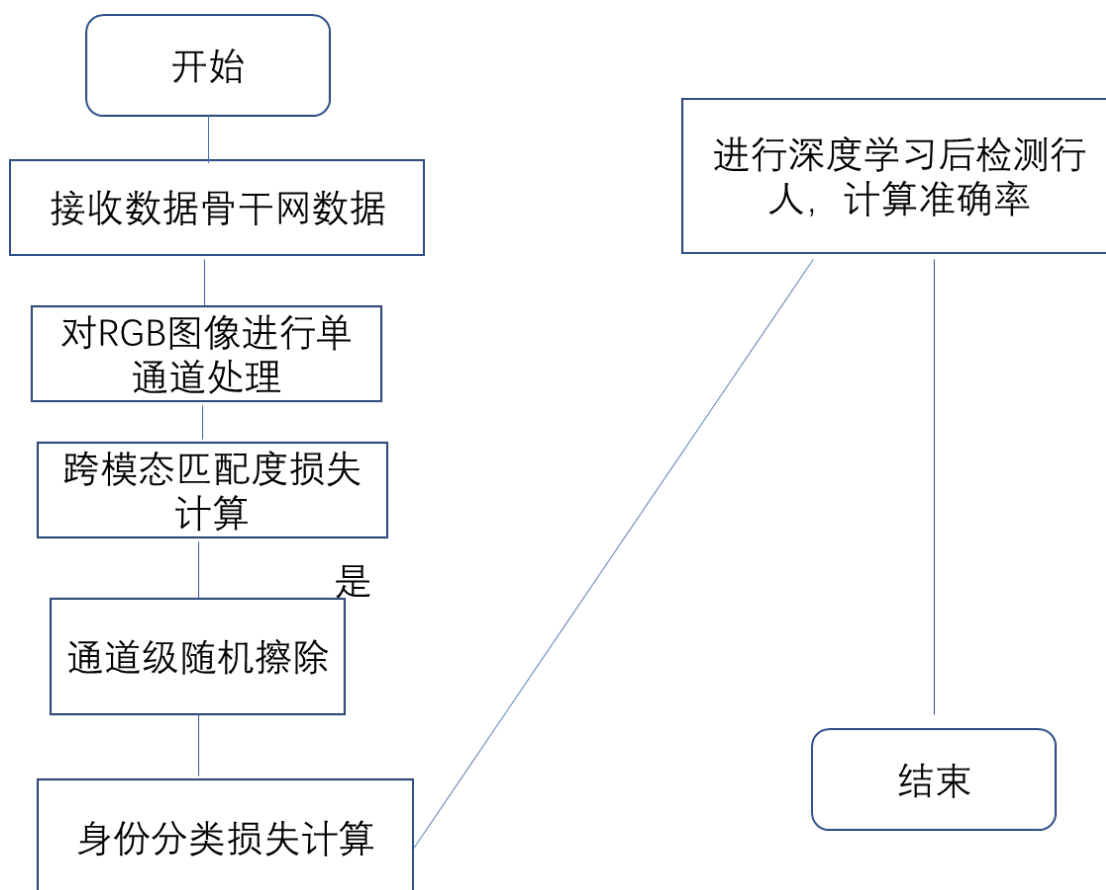 开始
接收数据骨干网数据
对RGB图像进行单
通道处理
跨模态匹配度损失
计算
是
通道级随机擦除
身份分类损失计算
进行深度学习后检测行
人，计算准确率
结束